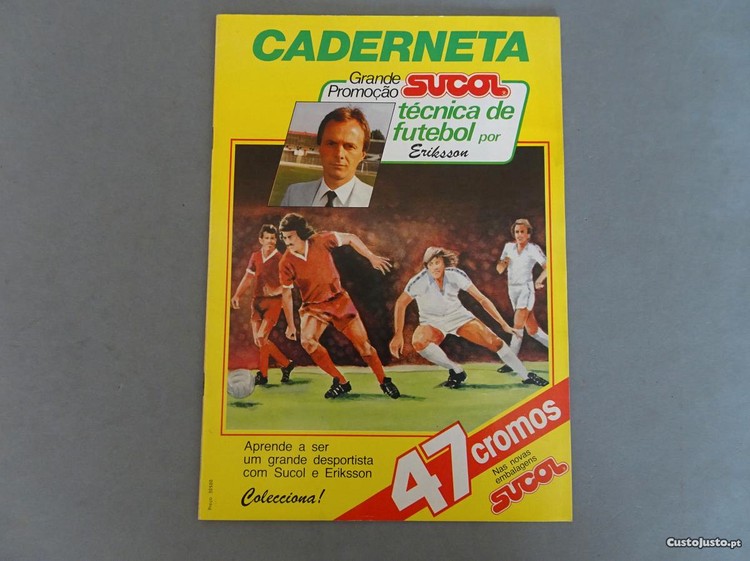 CADERNETA
Grande
Promoção SUCOL
técnica de
futebol por
Eriksson
Aprende a ser
um grande desportista
com Sucol e Eriksson
Colecciona!
47 cromos
Nas novas
embalagens
SUCOL
CustoJusto.pt